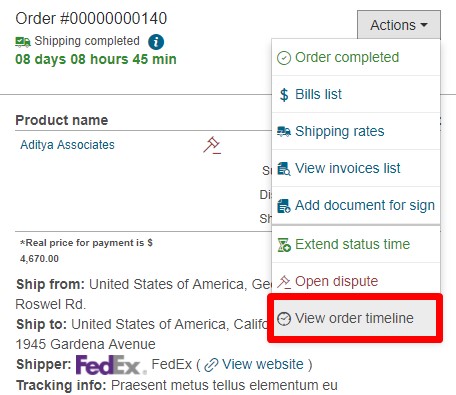 Order #00000000140
Actions
Shipping completed
08 days 08 hours 45 min
Order completed
$ Bills list
Shipping rates
View invoices list
Add document for sign
Extend status time
Open dispute
View order timeline
Product name
Aditya Associates
Su
Di
Sh
*Real price for payment is $
4,670.00
Ship from: United States of America, Geo
Roswel Rd.
Ship to: United States of America, Califo
1945 Gardena Avenue
Shipper: FedEx. FedEx ( View website )
Tracking info: Praesent metus tellus elementum eu